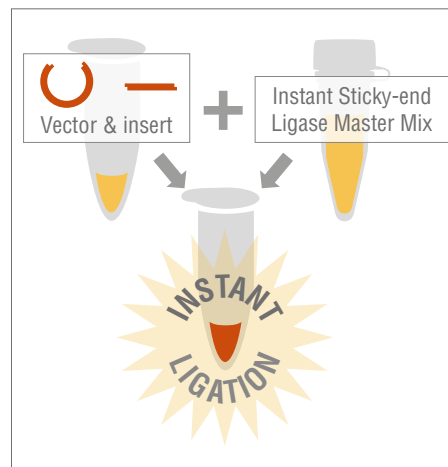 Vector & insert
+
Instant Sticky-end
Ligase Master Mix
INSTANT
LIGATION